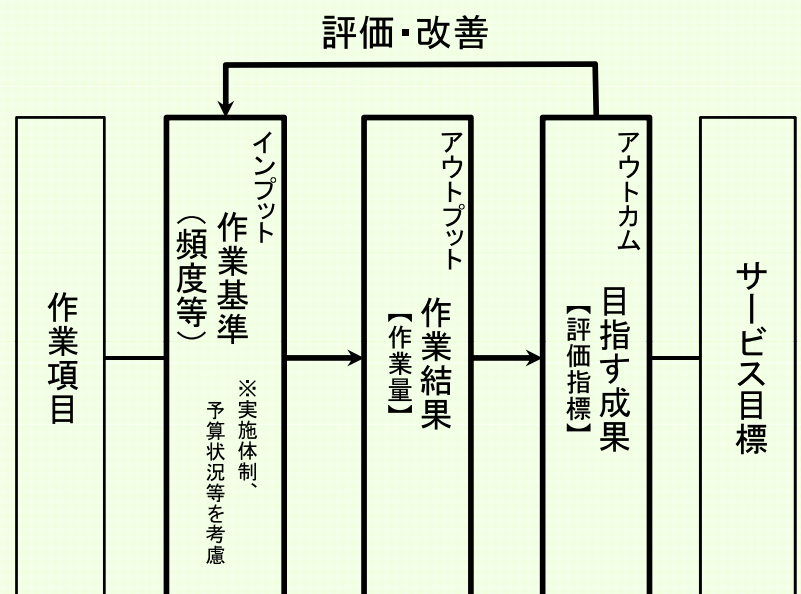 評価・改善
作業項目
インプット
作業基準
（頻度等）
※実施体制、
予算状況等を考慮
アウトプット
作業結果
【作業量】
アウトカム
目指す成果
【評価指標】
サービス目標